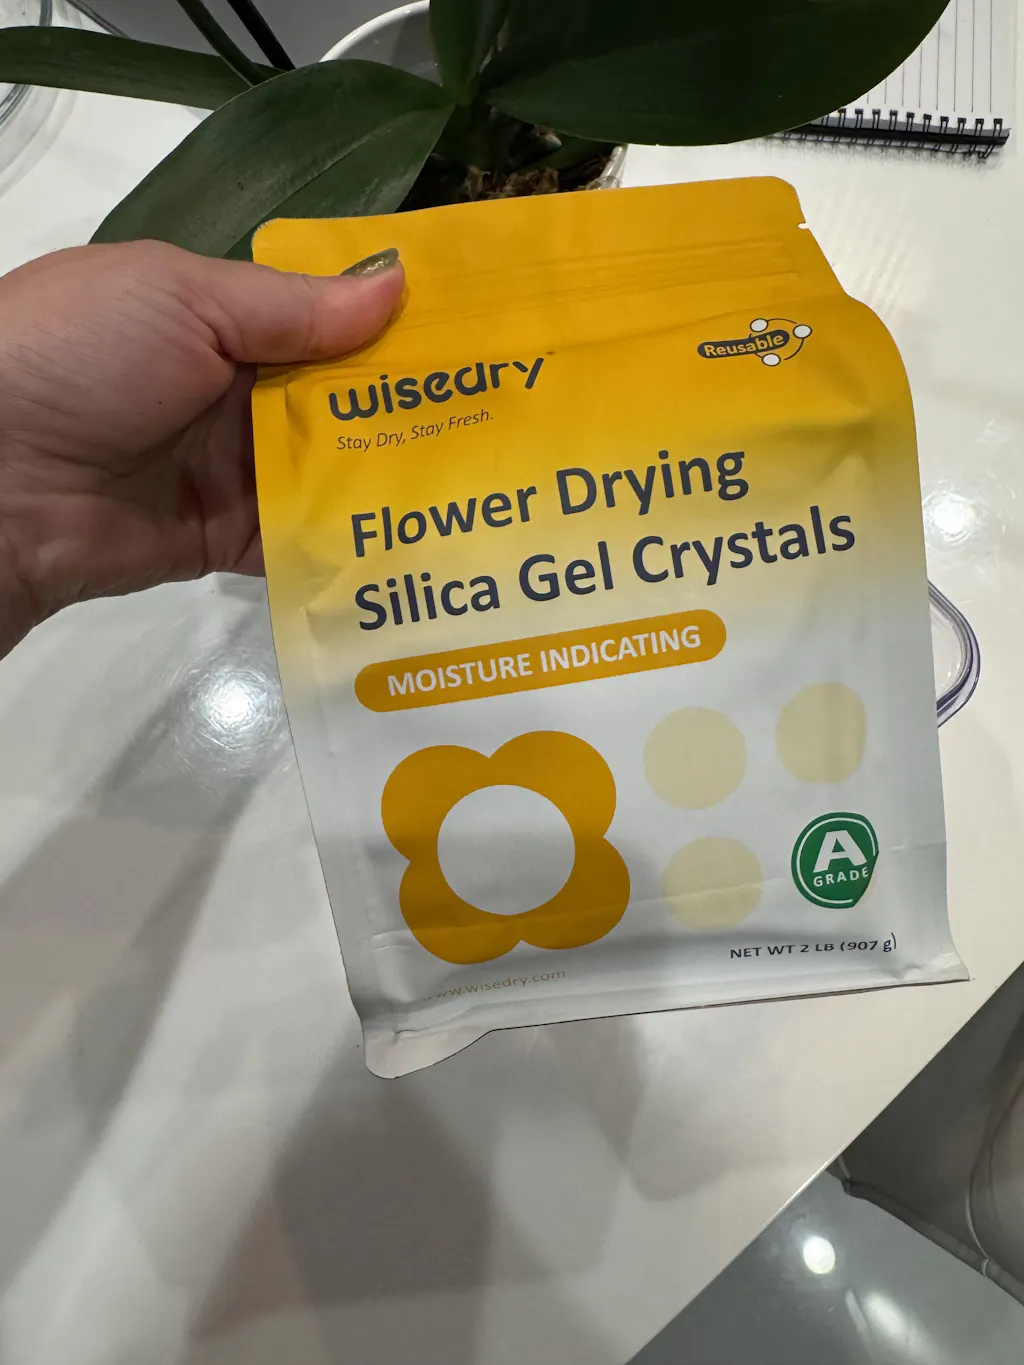 wisedry
Reusable
Stay Dry, Stay Fresh.
Flower Drying
Silica Gel Crystals
MOISTURE INDICATING
A
GRADE
NET WT 2 LB (907 g)
www.wisedry.com